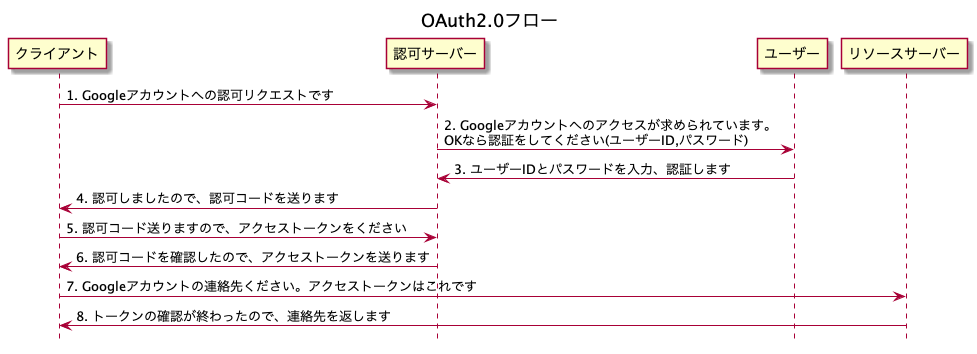 OAuth2.0フロー
クライアント
認可サーバー
ユーザー
リソースサーバー
1. Googleアカウントへの認可リクエストです
2. Googleアカウントへのアクセスが求められています。
OKなら認証をしてください(ユーザーID,パスワード)
3. ユーザーIDとパスワードを入力、認証します
4. 認可しましたので、認可コードを送ります
5. 認可コード送りますので、アクセストークンをください
6. 認可コードを確認したので、アクセストークンを送ります
7. Googleアカウントの連絡先ください。アクセストークンはこれです
8. トークンの確認が終わったので、連絡先を返します